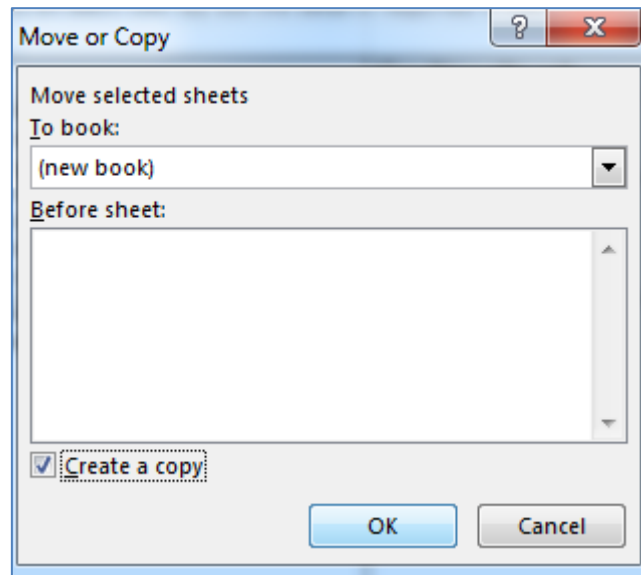 Move or Copy
?
X
Move selected sheets
To book:
(new book)
Before sheet:
Create a copy
OK
Cancel